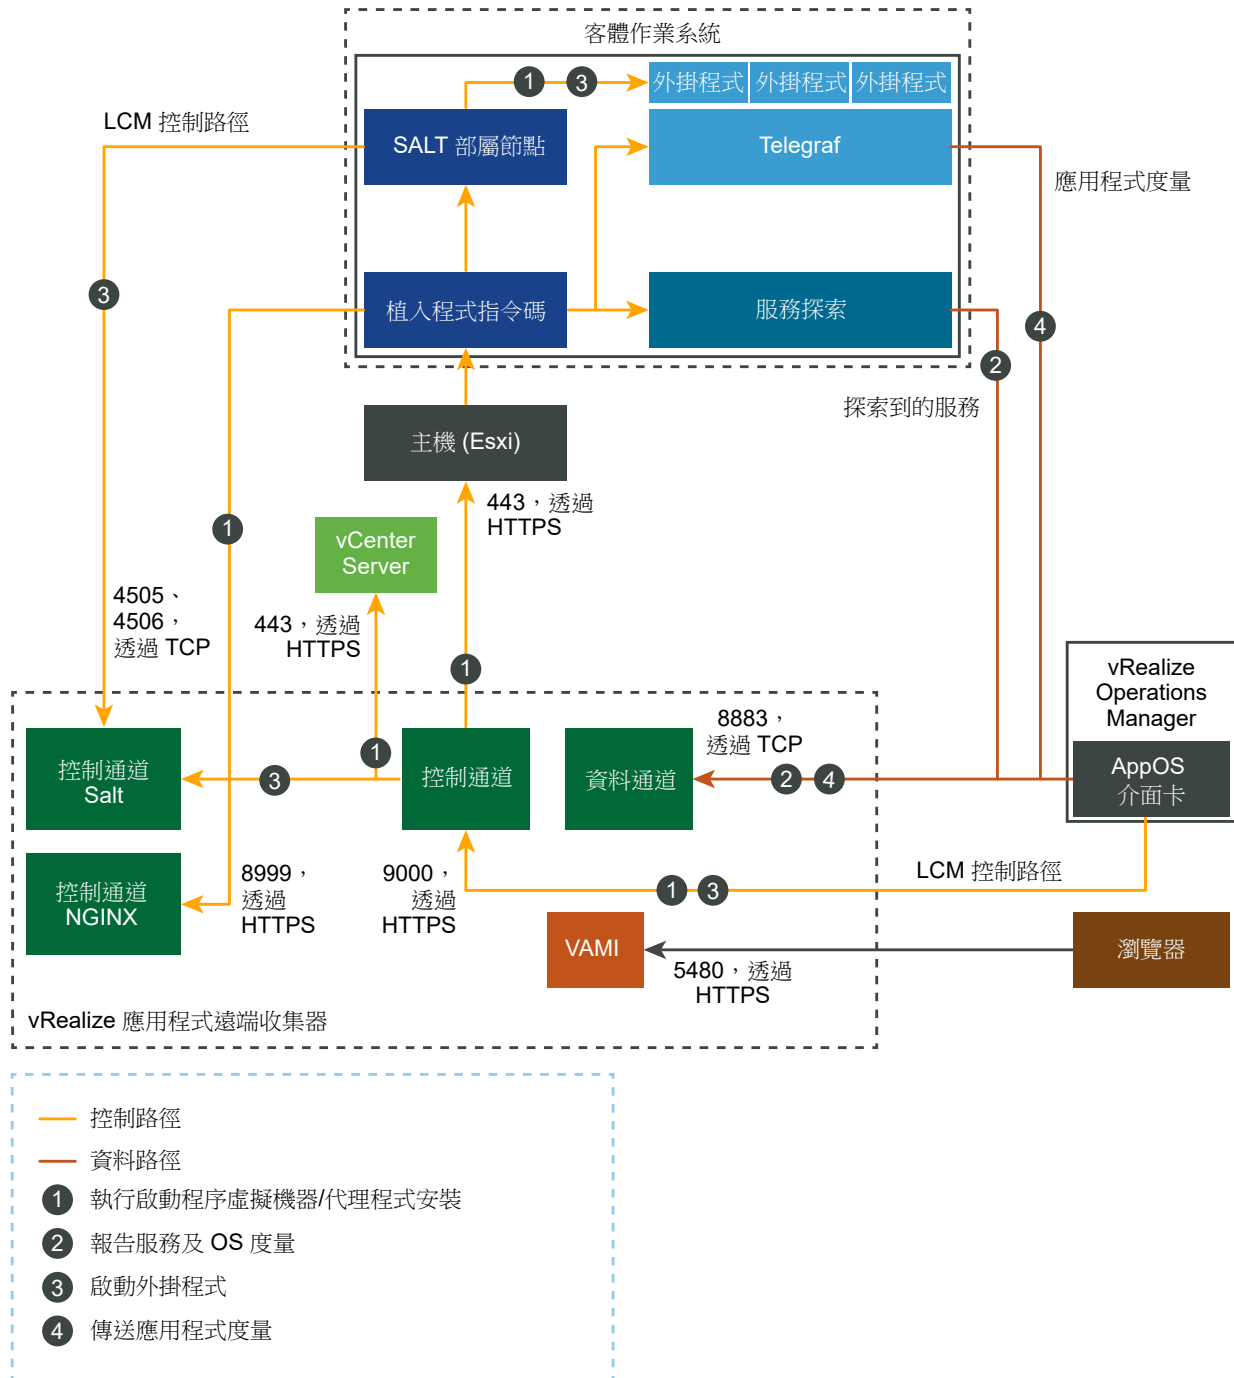 客體作業系統
1
3
外掛程式
外掛程式
外掛程式
LCM 控制路徑
SALT 部屬節點
Telegraf
應用程式度量
3
植入程式指令碼
服務探索
4
2
探索到的服務
主機 (Esxi)
443，透過
HTTPS
1
vCenter
Server
4505、
4506，
透過 TCP
443，透過
HTTPS
1
vRealize
Operations
Manager
8883，
透過 TCP
控制通道
Salt
3
1
控制通道
資料通道
2
4
AppOS
介面卡
控制通道
NGINX
8999，
透過
HTTPS
9000，
透過
HTTPS
1
3
LCM 控制路徑
VAMI
5480，透過
HTTPS
瀏覽器
vRealize 應用程式遠端收集器
控制路徑
資料路徑
1 執行啟動程序虛擬機器/代理程式安裝
2 報告服務及 OS 度量
3 啟動外掛程式
4 傳送應用程式度量